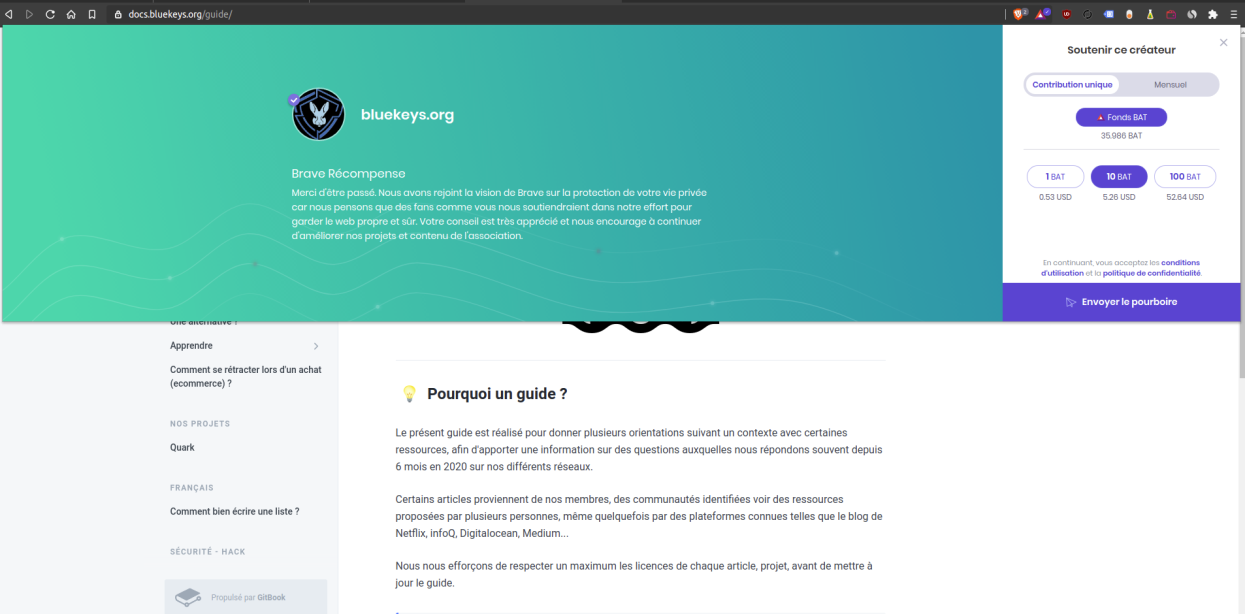 docs.bluekeys.org/guide/
Soutenir ce créateur
Contribution unique
Mensuel
Fonds BAT
35.986 BAT
1 BAT
10 BAT
100 BAT
0.53 USD
5.26 USD
52.64 USD
En continuant, vous acceptez les conditions
d'utilisation et la politique de confidentialité.
Envoyer le pourboire
bluekeys.org
Brave Récompense
Merci d'être passé. Nous avons rejoint la vision de Brave sur la protection de votre vie privée
car nous pensons que des fans comme vous nous soutiendraient dans notre effort pour
garder le web propre et sûr. Votre conseil est très apprécié et nous encourage à continuer
d'améliorer nos projets et contenu de l'association.
Une alternative ?
Apprendre
Comment se rétracter lors d'un achat
(ecommerce) ?
NOS PROJETS
Quark
FRANÇAIS
Comment bien écrire une liste ?
SÉCURITÉ - HACK
Propulsé par GitBook
Pourquoi un guide ?
Le présent guide est réalisé pour donner plusieurs orientations suivant un contexte avec certaines
ressources, afin d'apporter une information sur des questions auxquelles nous répondons souvent depuis
6 mois en 2020 sur nos différents réseaux.
Certains articles proviennent de nos membres, des communautés identifiées voir des ressources
proposées par plusieurs personnes, même quelquefois par des plateformes connues telles que le blog de
Netflix, infoQ, Digitalocean, Medium...
Nous nous efforçons de respecter un maximum les licences de chaque article, projet, avant de mettre à
jour le guide.